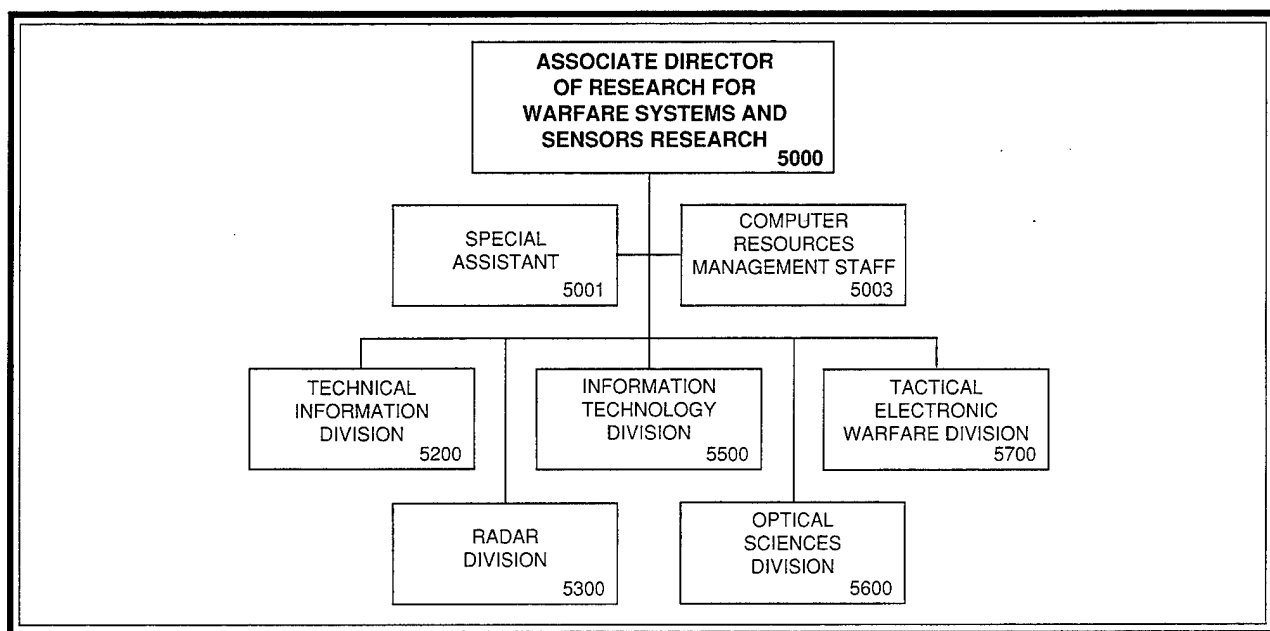 ASSOCIATE DIRECTOR
OF RESEARCH FOR
WARFARE SYSTEMS AND
SENSORS RESEARCH
5000
SPECIAL
ASSISTANT
5001
COMPUTER
RESOURCES
MANAGEMENT STAFF
5003
TECHNICAL
INFORMATION
DIVISION
5200
INFORMATION
TECHNOLOGY
DIVISION
5500
TACTICAL
ELECTRONIC
WARFARE DIVISION
5700
RADAR
DIVISION
5300
OPTICAL
SCIENCES
DIVISION
5600